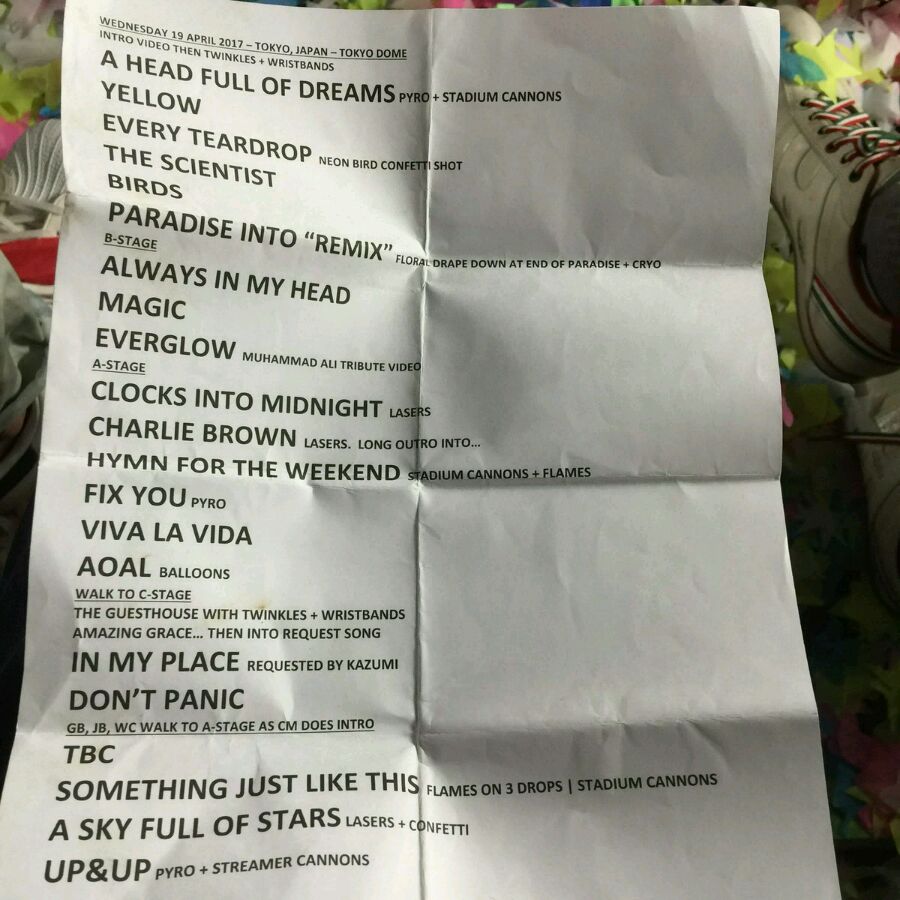 WEDNESDAY 19 APRIL 2017 – TOKYO, JAPAN – TOKYO DOME
INTRO VIDEO THEN TWINKLES + WRISTBANDS
A HEAD FULL OF DREAMS PYRO + STADIUM CANNONS
YELLOW
EVERY TEARDROP NEON BIRD CONFETTI SHOT
THE SCIENTIST
BIRDS
PARADISE INTO “REMIX” FLORAL DRAPE DOWN AT END OF PARADISE + CRYO
B-STAGE
ALWAYS IN MY HEAD
MAGIC
EVERGLOW MUHAMMAD ALI TRIBUTE VIDEO
A-STAGE
CLOCKS INTO MIDNIGHT LASERS
CHARLIE BROWN LASERS. LONG OUTRO INTO...
HYMN FOR THE WEEKEND STADIUM CANNONS + FLAMES
FIX YOU PYRO
VIVA LA VIDA
AOAL BALLOONS
WALK TO C-STAGE
THE GUESTHOUSE WITH TWINKLES + WRISTBANDS
AMAZING GRACE... THEN INTO REQUEST SONG
IN MY PLACE REQUESTED BY KAZUMI
DON’T PANIC
GB, JB, WC WALK TO A-STAGE AS CM DOES INTRO
TBC
SOMETHING JUST LIKE THIS FLAMES ON 3 DROPS | STADIUM CANNONS
A SKY FULL OF STARS LASERS + CONFETTI
UP&UP PYRO + STREAMER CANNONS